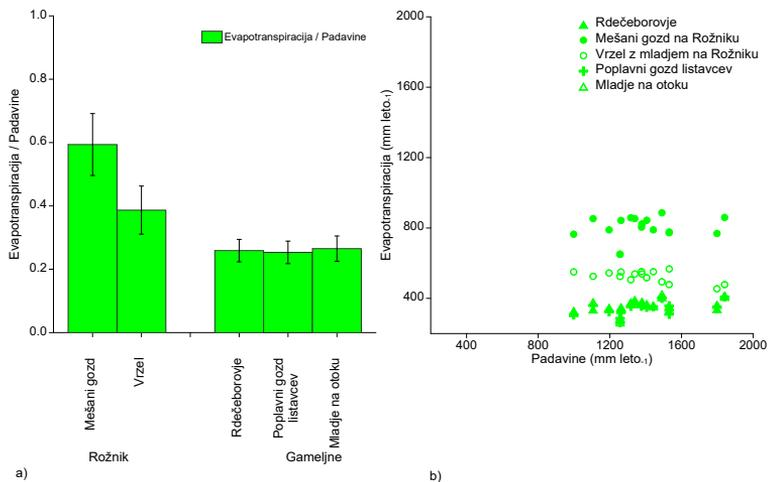 1.0
0.8
0.6
0.4
0.2
0.0
Evapotranspiracija / Padavine
Evapotranspiracija / Padavine
Mešani gozd
Vrzel
Rdečeborovje
Poplavni gozd
listavcev
Mladje na otoku
Rožnik
Gameljne
a)
2000
1600
1200
800
400
Evapotranspiracija (mm leto-1)
Rdečeborovje
Mešani gozd na Rožniku
Vrzel z mladjem na Rožniku
Poplavni gozd listavcev
Mladje na otoku
400 800 1200 1600 2000
Padavine (mm leto-1)
b)